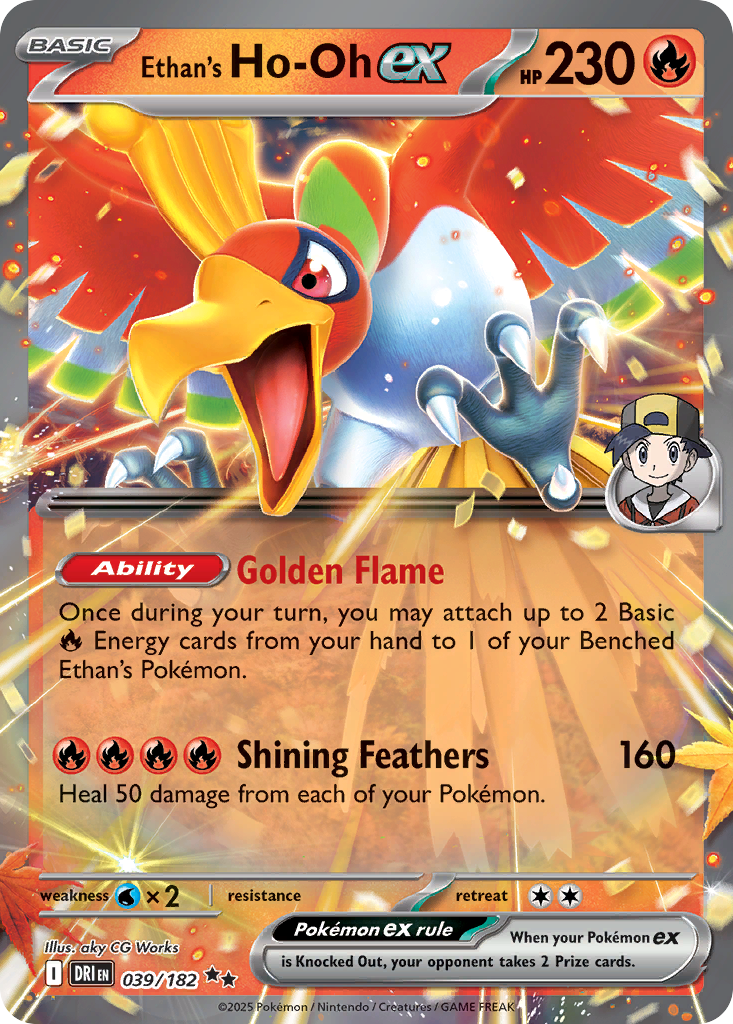 BASIC
Ethan's Ho-Oh ex HP 230
Ability Golden Flame
Once during your turn, you may attach up to 2 Basic
Energy cards from your hand to 1 of your Benched
Ethan's Pokémon.
Shining Feathers 160
Heal 50 damage from each of your Pokémon.
weakness ×2 resistance retreat
Illus. aky CG Works
Pokémon ex rule When your Pokémon ex
is Knocked Out, your opponent takes 2 Prize cards.
I DRI EN 039/182
©2025 Pokémon / Nintendo / Creatures / GAME FREAK